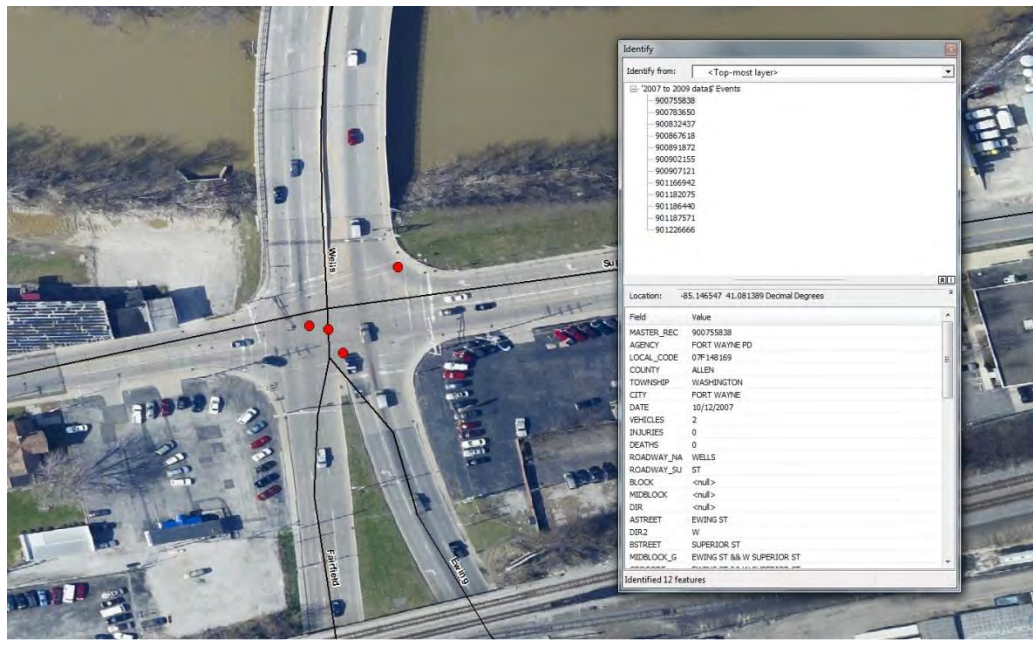 Identify
Identify from: <Top-most layer>
'2007 to 2009 data$' Events
900755838
900783650
900832437
900867618
900891872
900902155
900907121
901166942
901182075
901186440
901187571
901226666
Location: -85.146547 41.081389 Decimal Degrees
Field Value
MASTER_REC 900755838
AGENCY FORT WAYNE PD
LOCAL_CODE 07F148169
COUNTY ALLEN
TOWNSHIP WASHINGTON
CITY FORT WAYNE
DATE 10/12/2007
VEHICLES 2
INJURIES 0
DEATHS 0
ROADWAY_NA WELLS
ROADWAY_SU ST
BLOCK <null>
MIDBLOCK <null>
DIR <null>
ASTREET EWING ST
DIR2 W
BSTREET SUPERIOR ST
MIDBLOCK_G EWING ST && W SUPERIOR ST
Identified 12 features
Wells
Su
Fairfield
Ewing